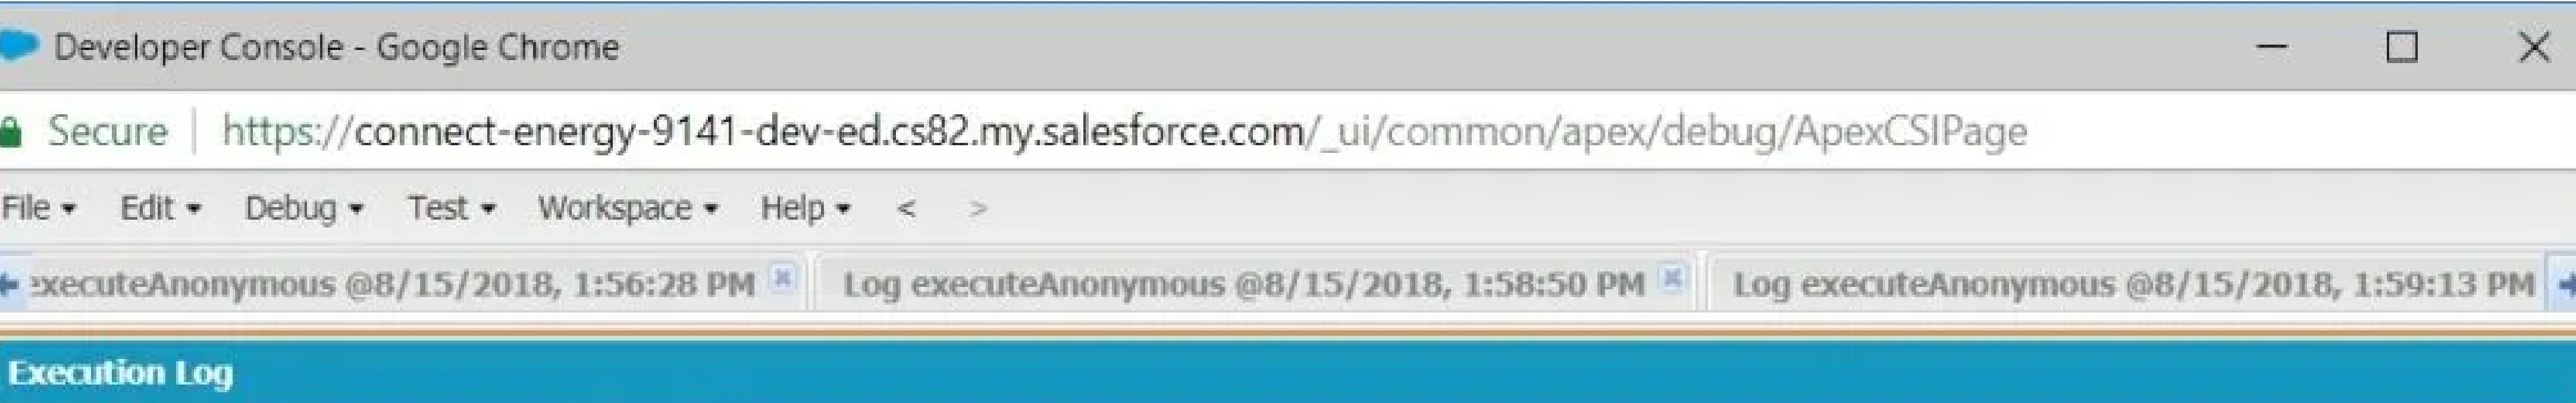 Developer Console - Google Chrome
Secure https://connect-energy-9141-dev-ed.cs82.my.salesforce.com/_ui/common/apex/debug/ApexCSIPage
File Edit Debug Test Workspace Help < >
executeAnonymous @8/15/2018, 1:56:28 PM Log executeAnonymous @8/15/2018, 1:58:50 PM Log executeAnonymous @8/15/2018, 1:59:13 PM
Execution Log